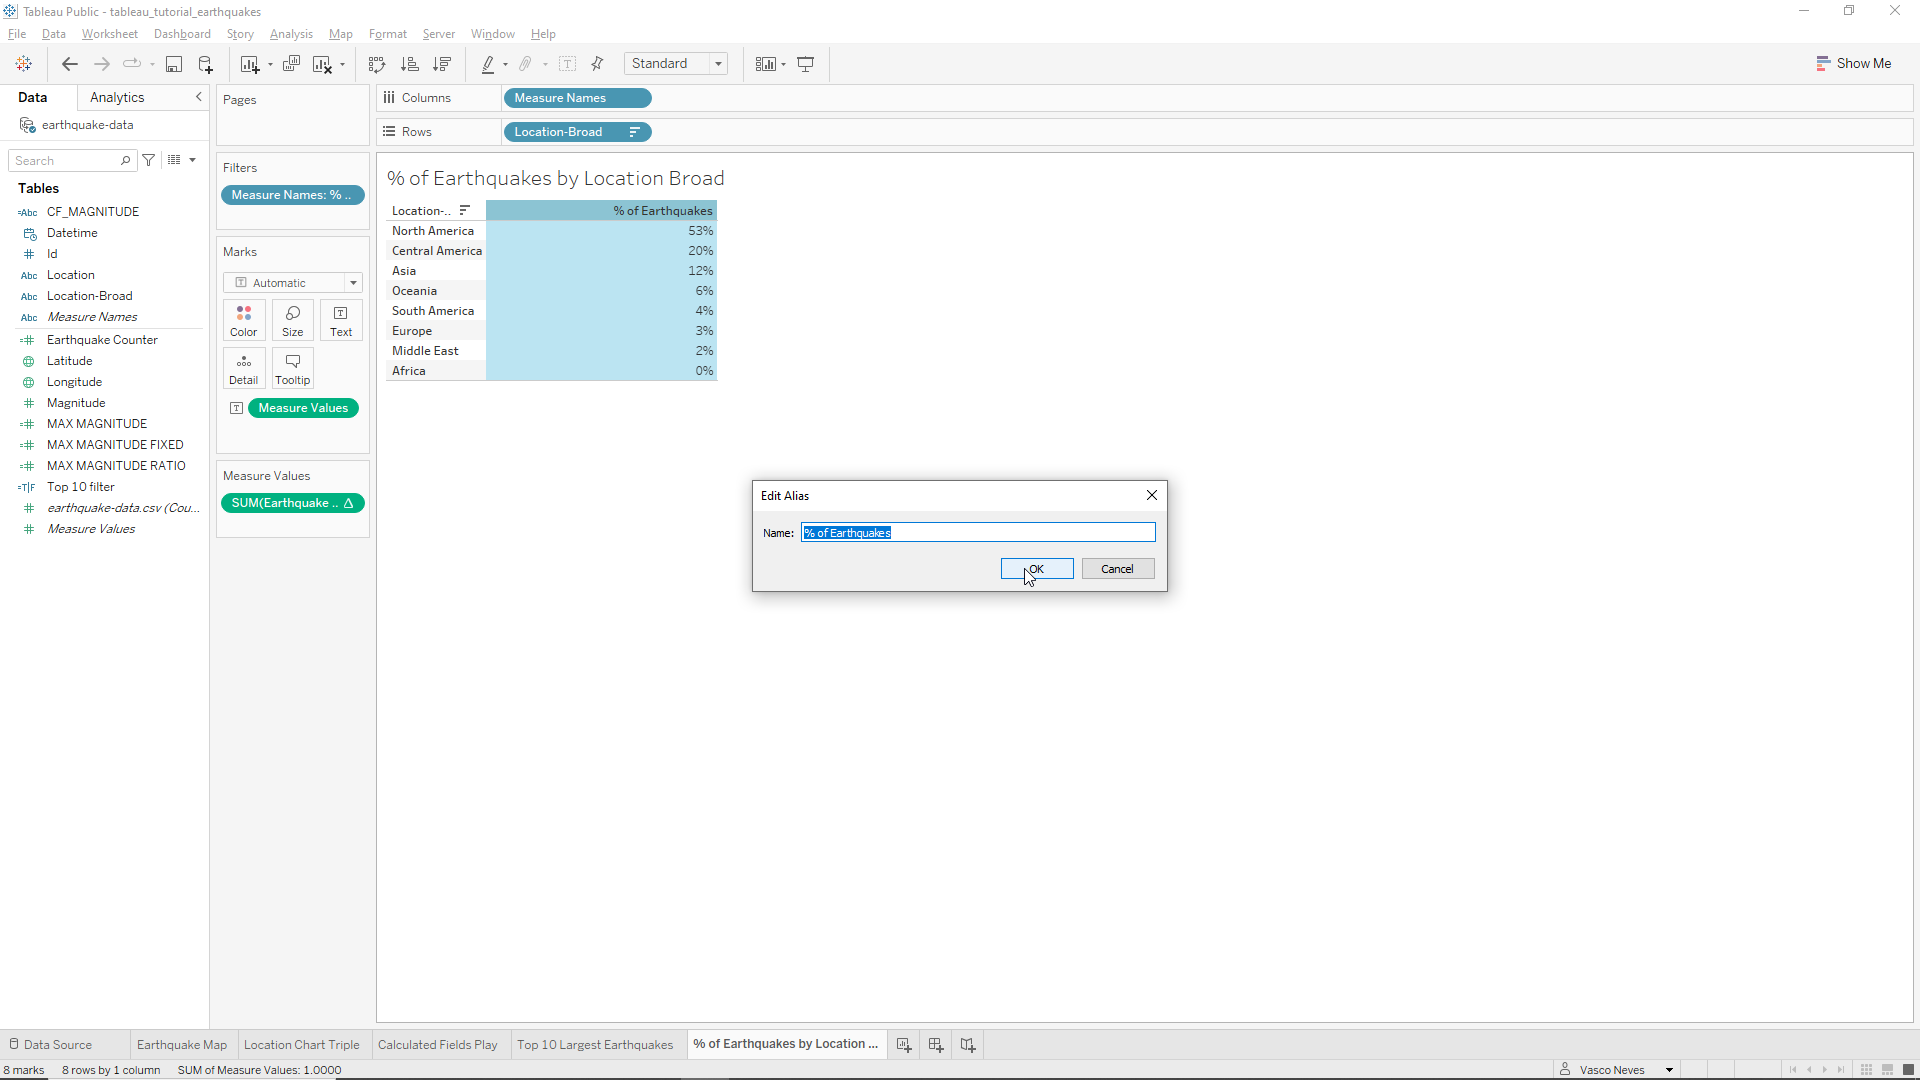 Tableau Public - tableau_tutorial_earthquakes
File Data Worksheet Dashboard Story Analysis Map Format Server Window Help
Standard
Show Me
Data Analytics
earthquake-data
Search
Tables
=Abc CF_MAGNITUDE
Datetime
# Id
Abc Location
Abc Location-Broad
Abc Measure Names
=# Earthquake Counter
Latitude
Longitude
# Magnitude
=# MAX MAGNITUDE
=# MAX MAGNITUDE FIXED
=# MAX MAGNITUDE RATIO
=T|F Top 10 filter
# earthquake-data.csv (Cou...
# Measure Values
Pages
Filters
Measure Names: % ..
Marks
T Automatic
Color Size T Text
Detail Tooltip
T Measure Values
Measure Values
SUM(Earthquake .. Δ
Columns Measure Names
Rows Location-Broad
% of Earthquakes by Location Broad
Location-.. % of Earthquakes
North America 53%
Central America 20%
Asia 12%
Oceania 6%
South America 4%
Europe 3%
Middle East 2%
Africa 0%
Edit Alias
Name: % of Earthquakes
OK Cancel
Data Source Earthquake Map Location Chart Triple Calculated Fields Play Top 10 Largest Earthquakes % of Earthquakes by Location ...
8 marks 8 rows by 1 column SUM of Measure Values: 1.0000 Vasco Neves